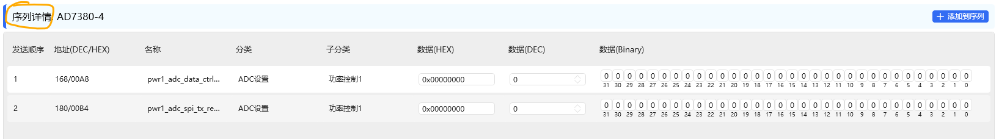 序列详情: AD7380-4
添加到序列
发送顺序 地址(DEC/HEX) 名称 分类 子分类 数据(HEX) 数据(DEC) 数据(Binary)
1 168/00A8 pwr1_adc_data_ctrl... ADC设置 功率控制1 0x00000000 0 0 0 0 0 0 0 0 0 0 0 0 0 0 0 0 0 0 0 0 0 0 0 0 0 0 0 0 0 0 0 0 0
31 30 29 28 27 26 25 24 23 22 21 20 19 18 17 16 15 14 13 12 11 10 9 8 7 6 5 4 3 2 1 0
2 180/00B4 pwr1_adc_spi_tx_re... ADC设置 功率控制1 0x00000000 0 0 0 0 0 0 0 0 0 0 0 0 0 0 0 0 0 0 0 0 0 0 0 0 0 0 0 0 0 0 0 0 0
31 30 29 28 27 26 25 24 23 22 21 20 19 18 17 16 15 14 13 12 11 10 9 8 7 6 5 4 3 2 1 0